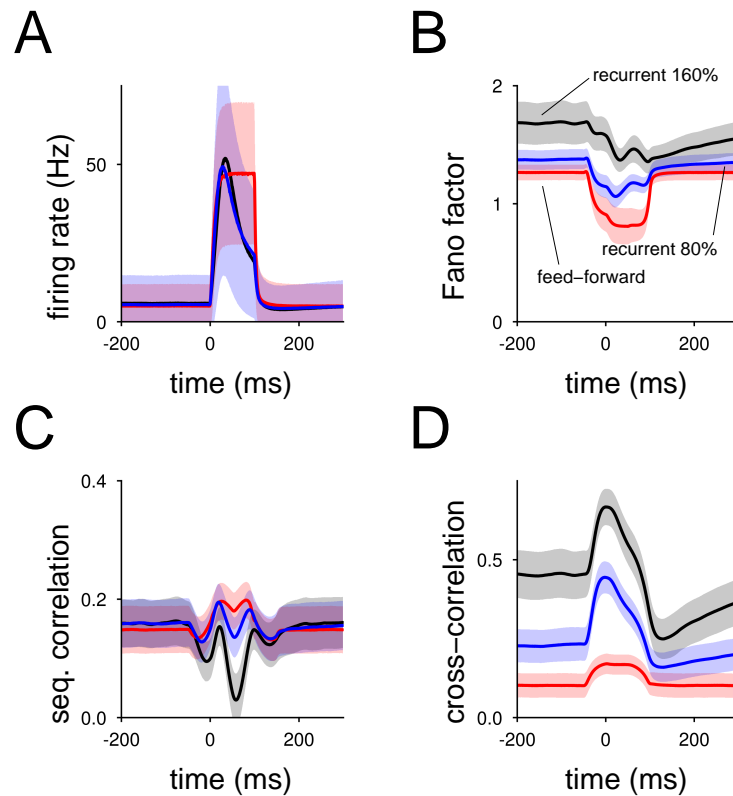 A
firing rate (Hz)
50
0
-200
0
200
time (ms)
B
Fano factor
2
1
0
recurrent 160%
recurrent 80%
feed−forward
-200
0
200
time (ms)
C
seq. correlation
0.4
0.2
0.0
-200
0
200
time (ms)
D
cross−correlation
0.5
0.0
-200
0
200
time (ms)